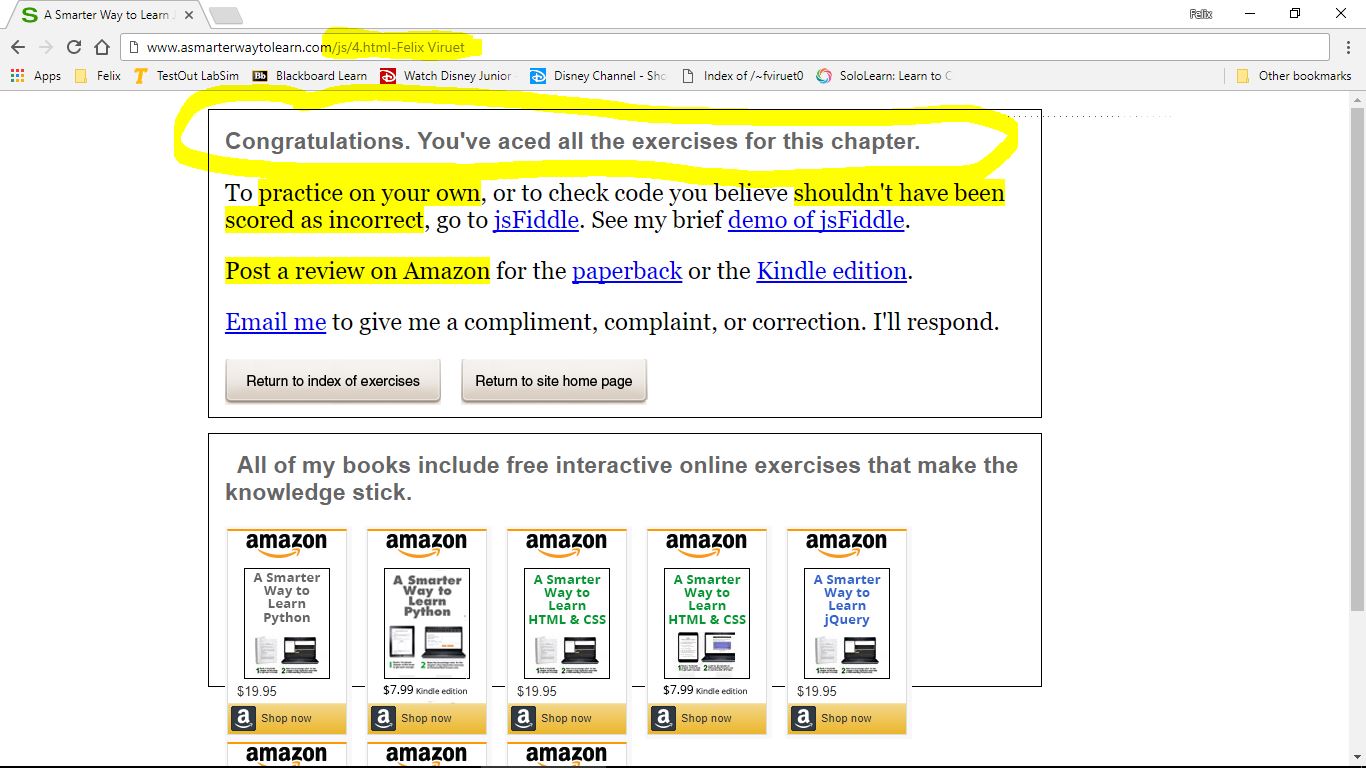 A Smarter Way to Learn
Felix
www.asmarterwaytolearn.com/js/4.html-Felix Viruet
Apps Felix TestOut LabSim Bb Blackboard Learn Watch Disney Junior Disney Channel - Sho Index of /~fviruet0 SoloLearn: Learn to C Other bookmarks
Congratulations. You've aced all the exercises for this chapter.
To practice on your own, or to check code you believe shouldn't have been
scored as incorrect, go to jsFiddle. See my brief demo of jsFiddle.
Post a review on Amazon for the paperback or the Kindle edition.
Email me to give me a compliment, complaint, or correction. I'll respond.
Return to index of exercises Return to site home page
All of my books include free interactive online exercises that make the
knowledge stick.
amazon amazon amazon amazon amazon
A Smarter
Way to
Learn
Python
A Smarter
Way to
Learn
Python
A Smarter
Way to
Learn
HTML & CSS
A Smarter
Way to
Learn
HTML & CSS
A Smarter
Way to
Learn
jQuery
$19.95 $7.99 Kindle edition $19.95 $7.99 Kindle edition $19.95
a Shop now a Shop now a Shop now a Shop now a Shop now
amazon amazon amazon